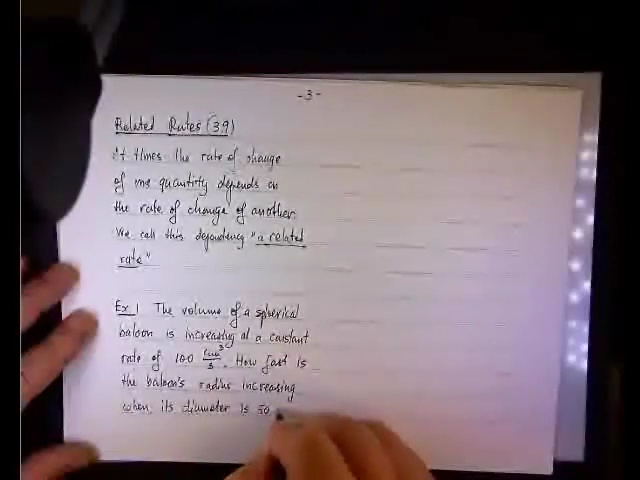 -3-
Related Rates (3.9)
At times the rate of change
of one quantity depends on
the rate of change of another.
We call this dependency "a related
rate"
Ex 1 The volume of a spherical
baloon is increasing at a constant
rate of 100 cm³/s. How fast is
the baloon's radius increasing
when its diameter is 50